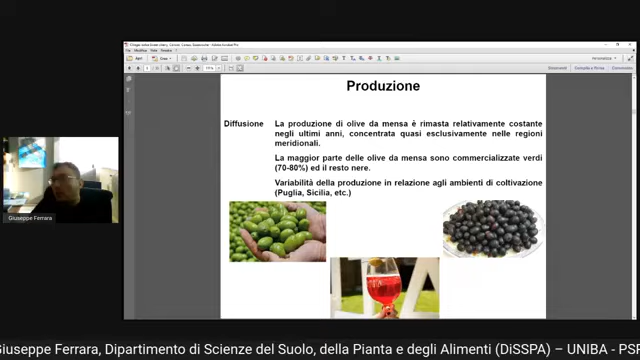 Produzione
Diffusione
La produzione di olive da mensa è rimasta relativamente costante
negli ultimi anni, concentrata quasi esclusivamente nelle regioni
meridionali.
La maggior parte delle olive da mensa sono commercializzate verdi
(70-80%) ed il resto nere.
Variabilità della produzione in relazione agli ambienti di coltivazione
(Puglia, Sicilia, etc.)
Giuseppe Ferrara
Giuseppe Ferrara, Dipartimento di Scienze del Suolo, della Pianta e degli Alimenti (DiSSPA) – UNIBA - PSR